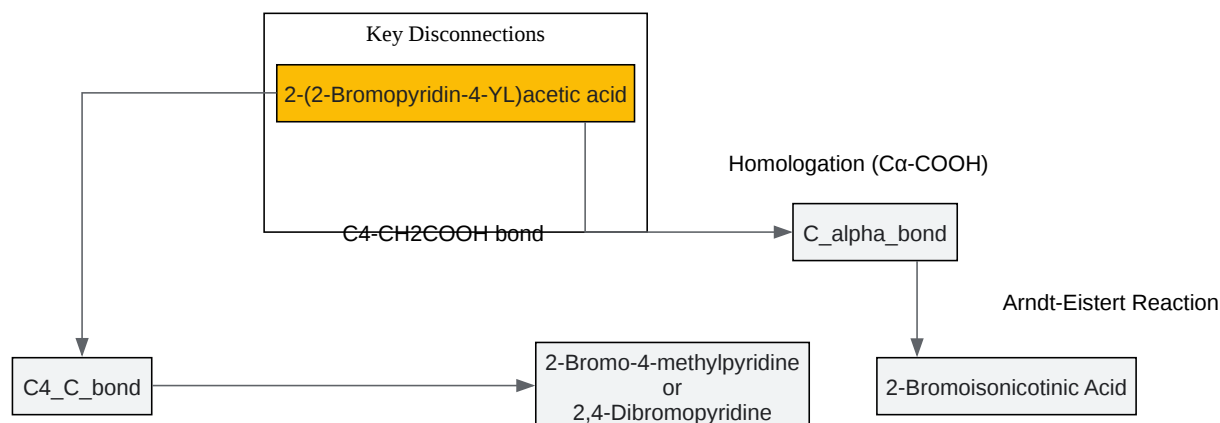 Key Disconnections
2-(2-Bromopyridin-4-YL)acetic acid
Homologation (Cα-COOH)
C4-CH2COOH bond
C_alpha_bond
Arndt-Eistert Reaction
C4_C_bond
2-Bromo-4-methylpyridine
or
2,4-Dibromopyridine
2-Bromoisonicotinic Acid